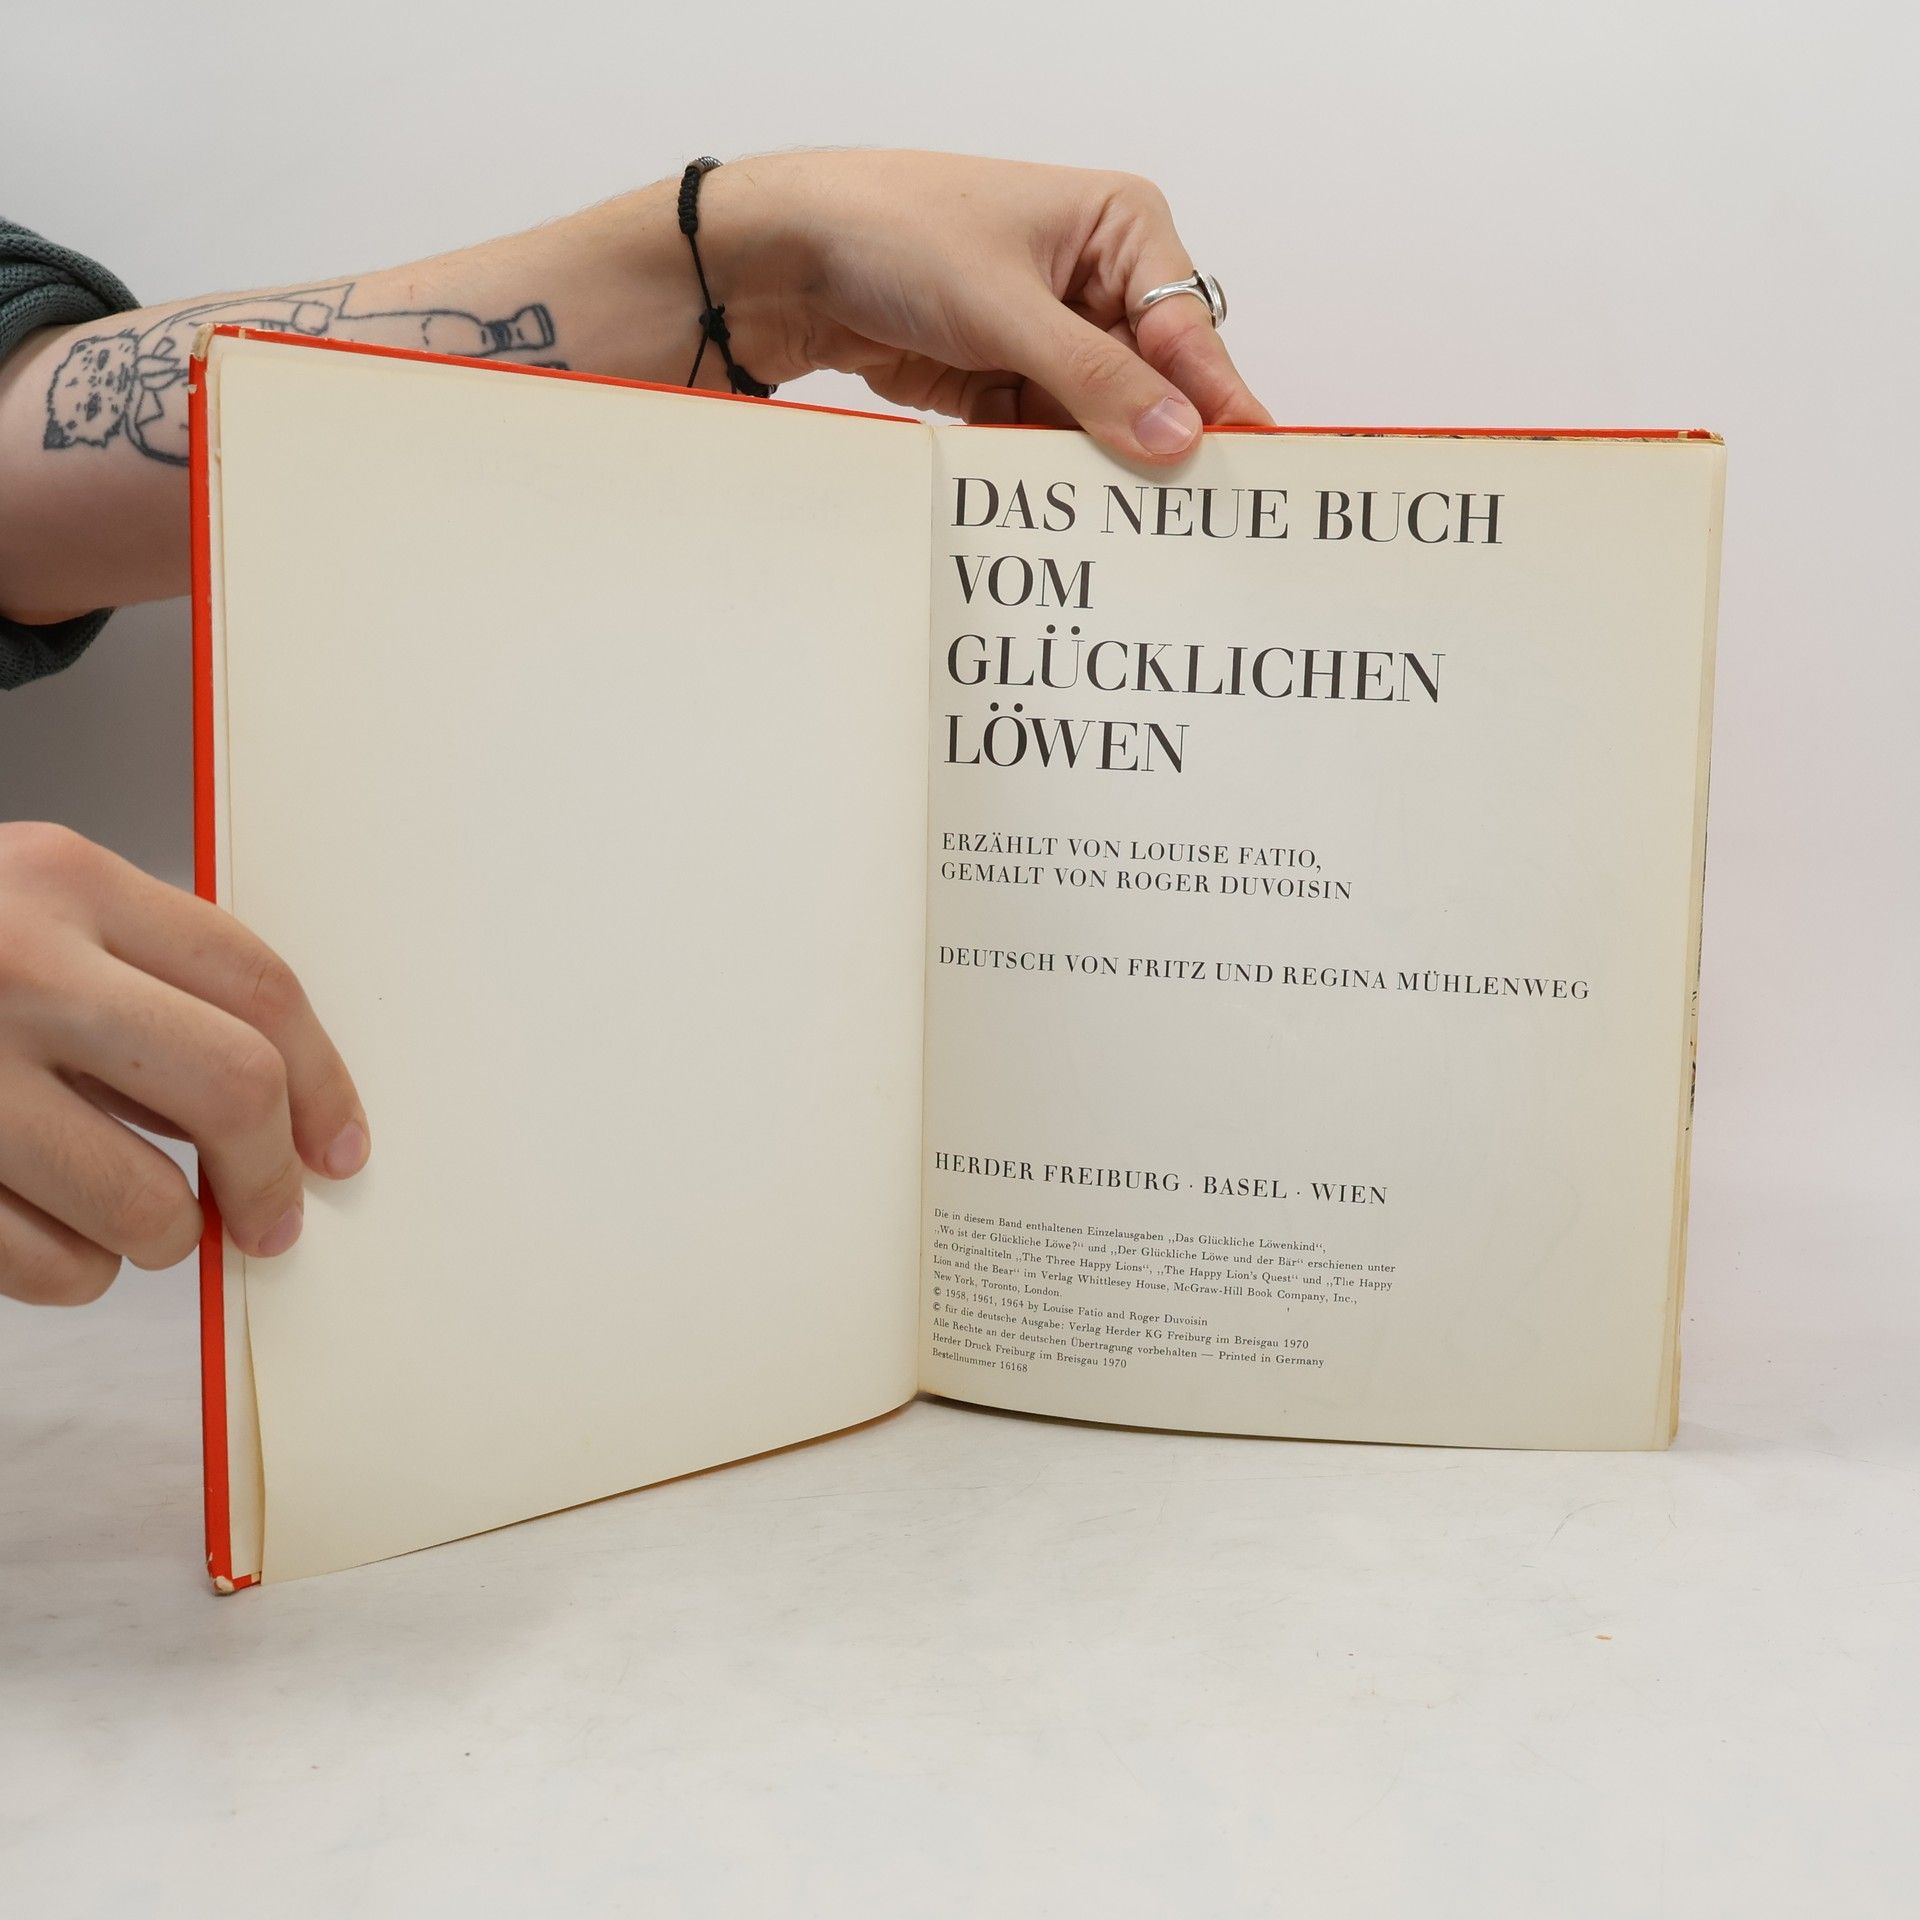 DAS NEUE BUCH
VOM
GLÜCKLICHEN
LÖWEN
ERZÄHLT VON LOUISE FATIO,
GEMALT VON ROGER DUVOISIN
DEUTSCH VON FRITZ UND REGINA MÜHLENWEG
HERDER FREIBURG · BASEL · WIEN
Die in diesem Band enthaltenen Einzelausgaben „Das Glückliche Löwenkind“,
„Wo ist der Glückliche Löwe?“ und „Der Glückliche Löwe und der Bär“ erschienen unter
den Originaltiteln „The Three Happy Lions“, „The Happy Lion's Quest“ und „The Happy
Lion and the Bear“ im Verlag Whittlesey House, McGraw-Hill Book Company, Inc.,
New York, Toronto, London.
© 1958, 1961, 1964 by Louise Fatio and Roger Duvoisin
© für die deutsche Ausgabe: Verlag Herder KG Freiburg im Breisgau 1970
Alle Rechte an der deutschen Übertragung vorbehalten — Printed in Germany
Herder Druck Freiburg im Breisgau 1970
Bestellnummer 16168